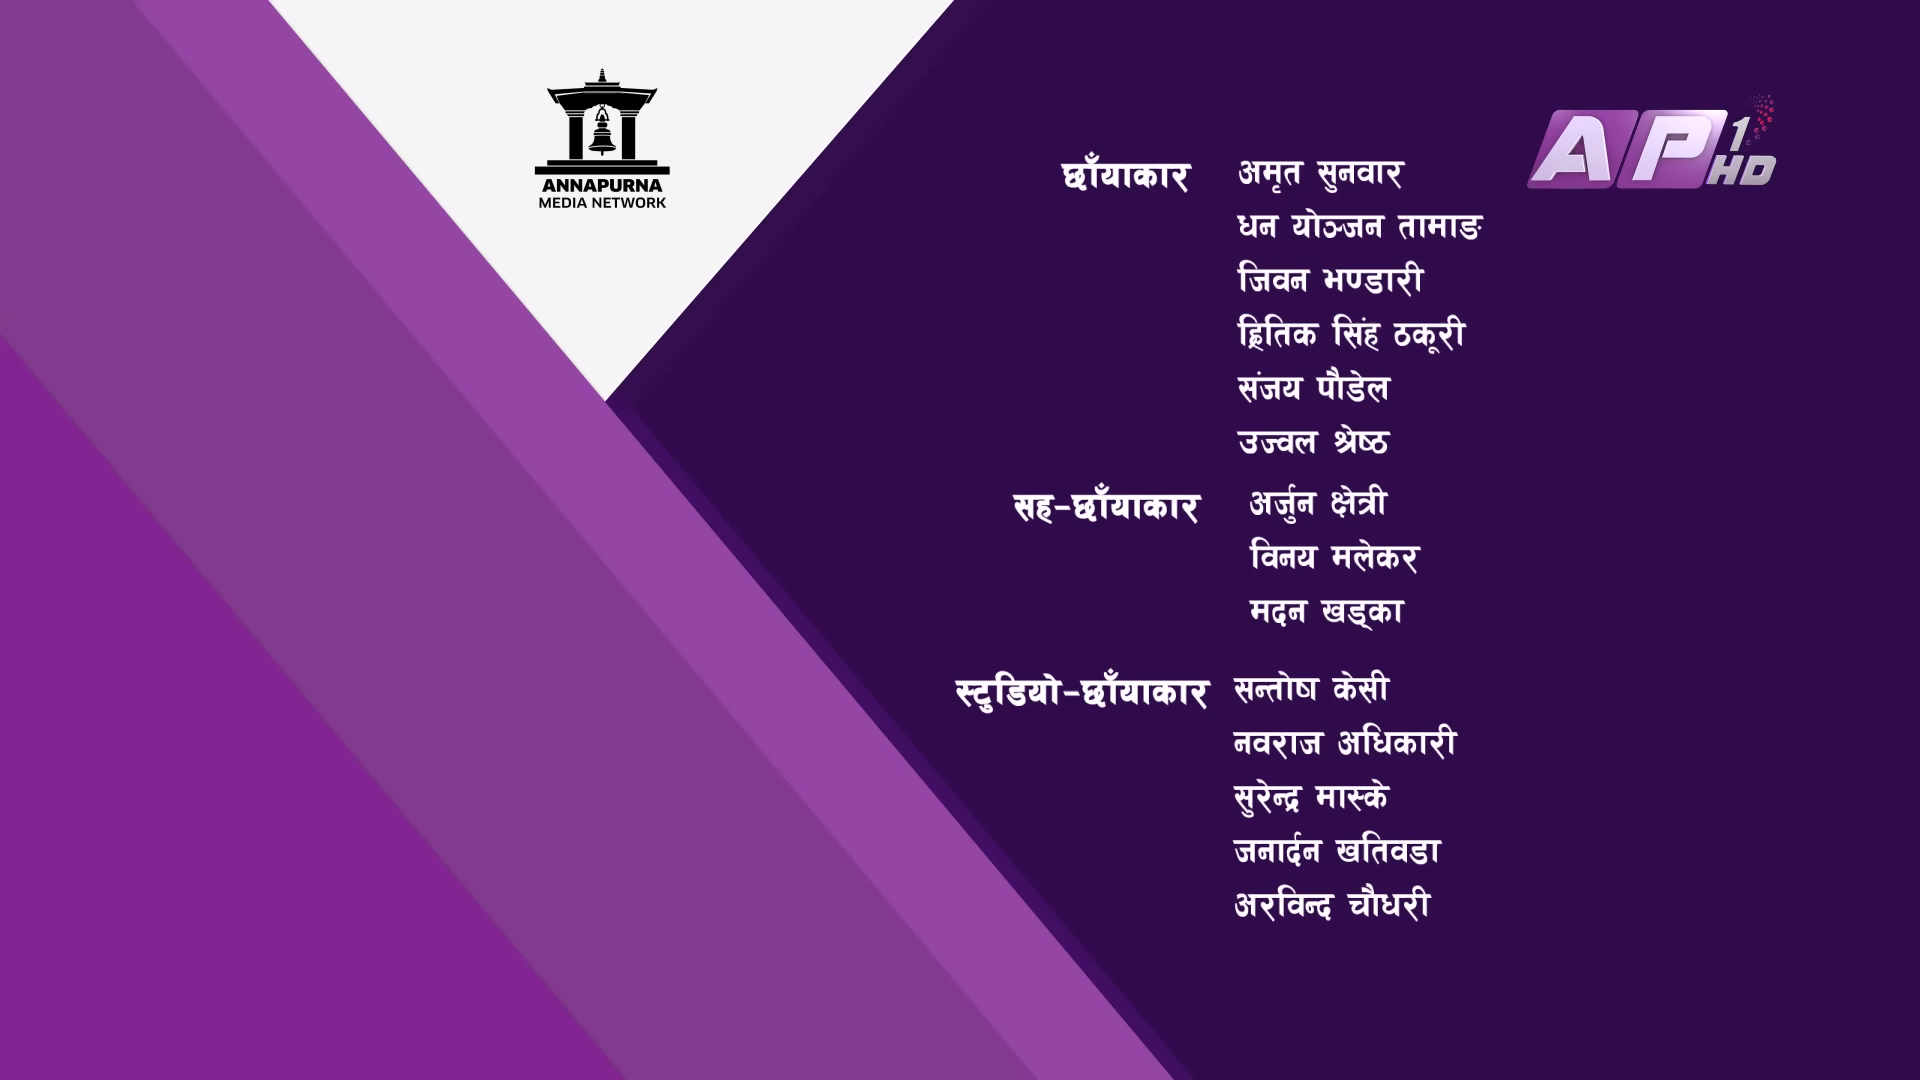 ANNAPURNA
MEDIA NETWORK
AP1 HD
छाँयाकार अमृत सुनवार
धन योञ्जन तामाङ
जिवन भण्डारी
ह्रितिक सिंह ठकूरी
संजय पौडेल
उज्वल श्रेष्ठ
सह-छाँयाकार अर्जुन क्षेत्री
विनय मलेकर
मदन खड्का
स्टुडियो-छाँयाकार सन्तोष केसी
नवराज अधिकारी
सुरेन्द्र मास्के
जनार्दन खतिवडा
अरविन्द चौधरी